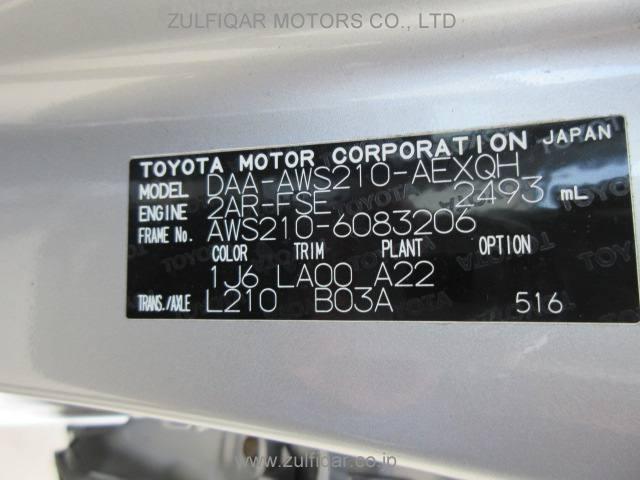 ZULFIQAR MOTORS CO., LTD
TOYOTA MOTOR CORPORATION JAPAN
MODEL DAA-AWS210-AEXQH
ENGINE 2AR-FSE, 2493 mL
FRAME No. AWS210-6083206
COLOR TRIM PLANT OPTION
1J6 LA00 A22
TRANS./AXLE L210 B03A 516
www.zulfiqar.co.jp